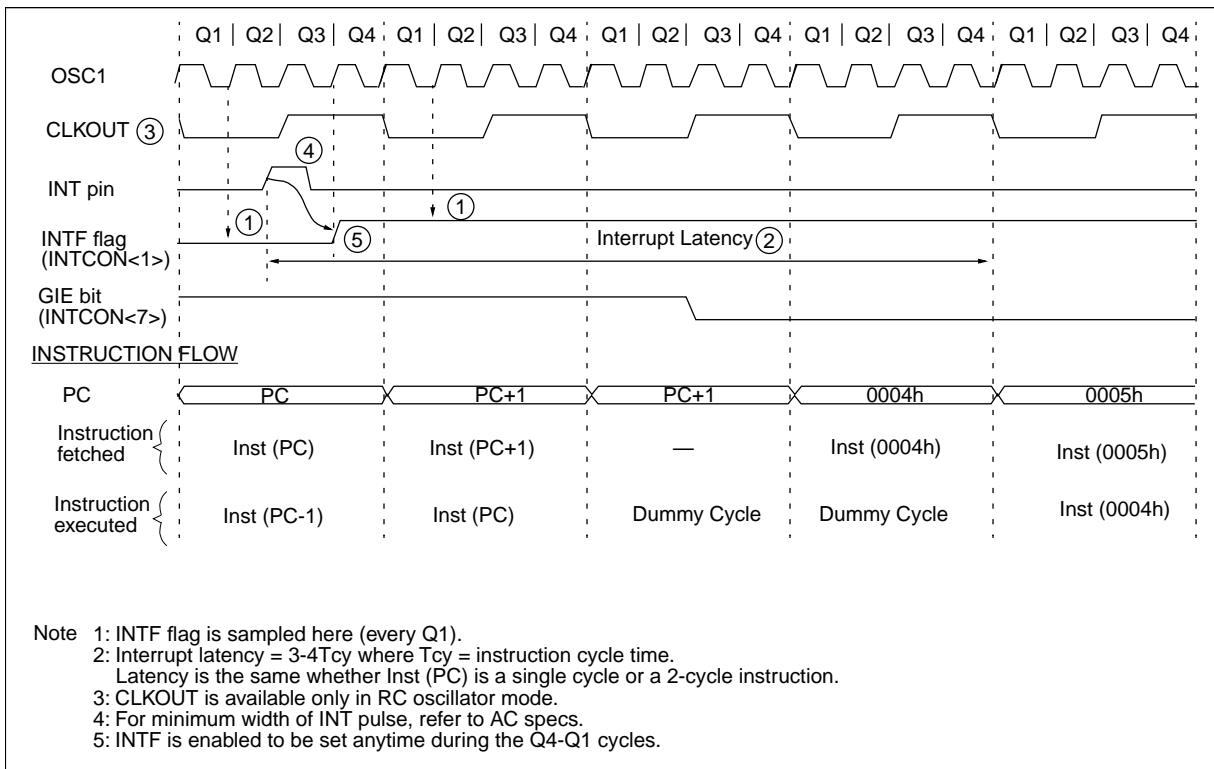 Q1 | Q2 | Q3 | Q4 Q1 | Q2 | Q3 | Q4 Q1 | Q2 | Q3 | Q4 Q1 | Q2 | Q3 | Q4 Q1 | Q2 | Q3 | Q4
OSC1
CLKOUT 3
4
INT pin
1 1
INTF flag
(INTCON<1>)
5 Interrupt Latency 2
GIE bit
(INTCON<7>)
INSTRUCTION FLOW
PC PC PC+1 PC+1 0004h 0005h
Instruction
fetched
Inst (PC) Inst (PC+1) — Inst (0004h) Inst (0005h)
Instruction
executed
Inst (PC-1) Inst (PC) Dummy Cycle Dummy Cycle Inst (0004h)
Note 1: INTF flag is sampled here (every Q1).
2: Interrupt latency = 3-4Tcy where Tcy = instruction cycle time.
Latency is the same whether Inst (PC) is a single cycle or a 2-cycle instruction.
3: CLKOUT is available only in RC oscillator mode.
4: For minimum width of INT pulse, refer to AC specs.
5: INTF is enabled to be set anytime during the Q4-Q1 cycles.